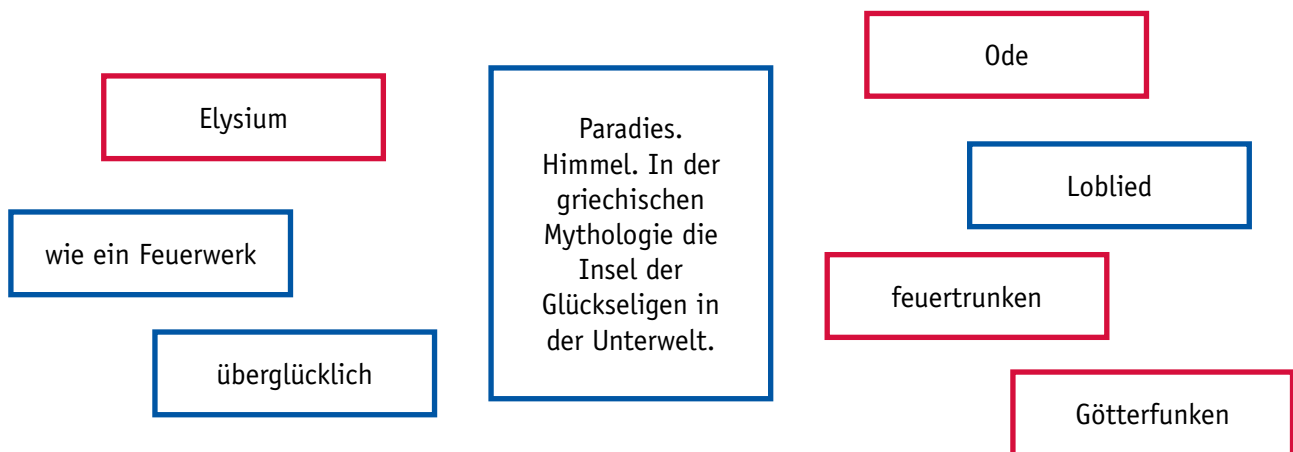 Ode
Elysium
Paradies.
Himmel. In der
griechischen
Mythologie die
Insel der
Glückseligen in
der Unterwelt.
Loblied
wie ein Feuerwerk
feuertrunken
überglücklich
Götterfunken